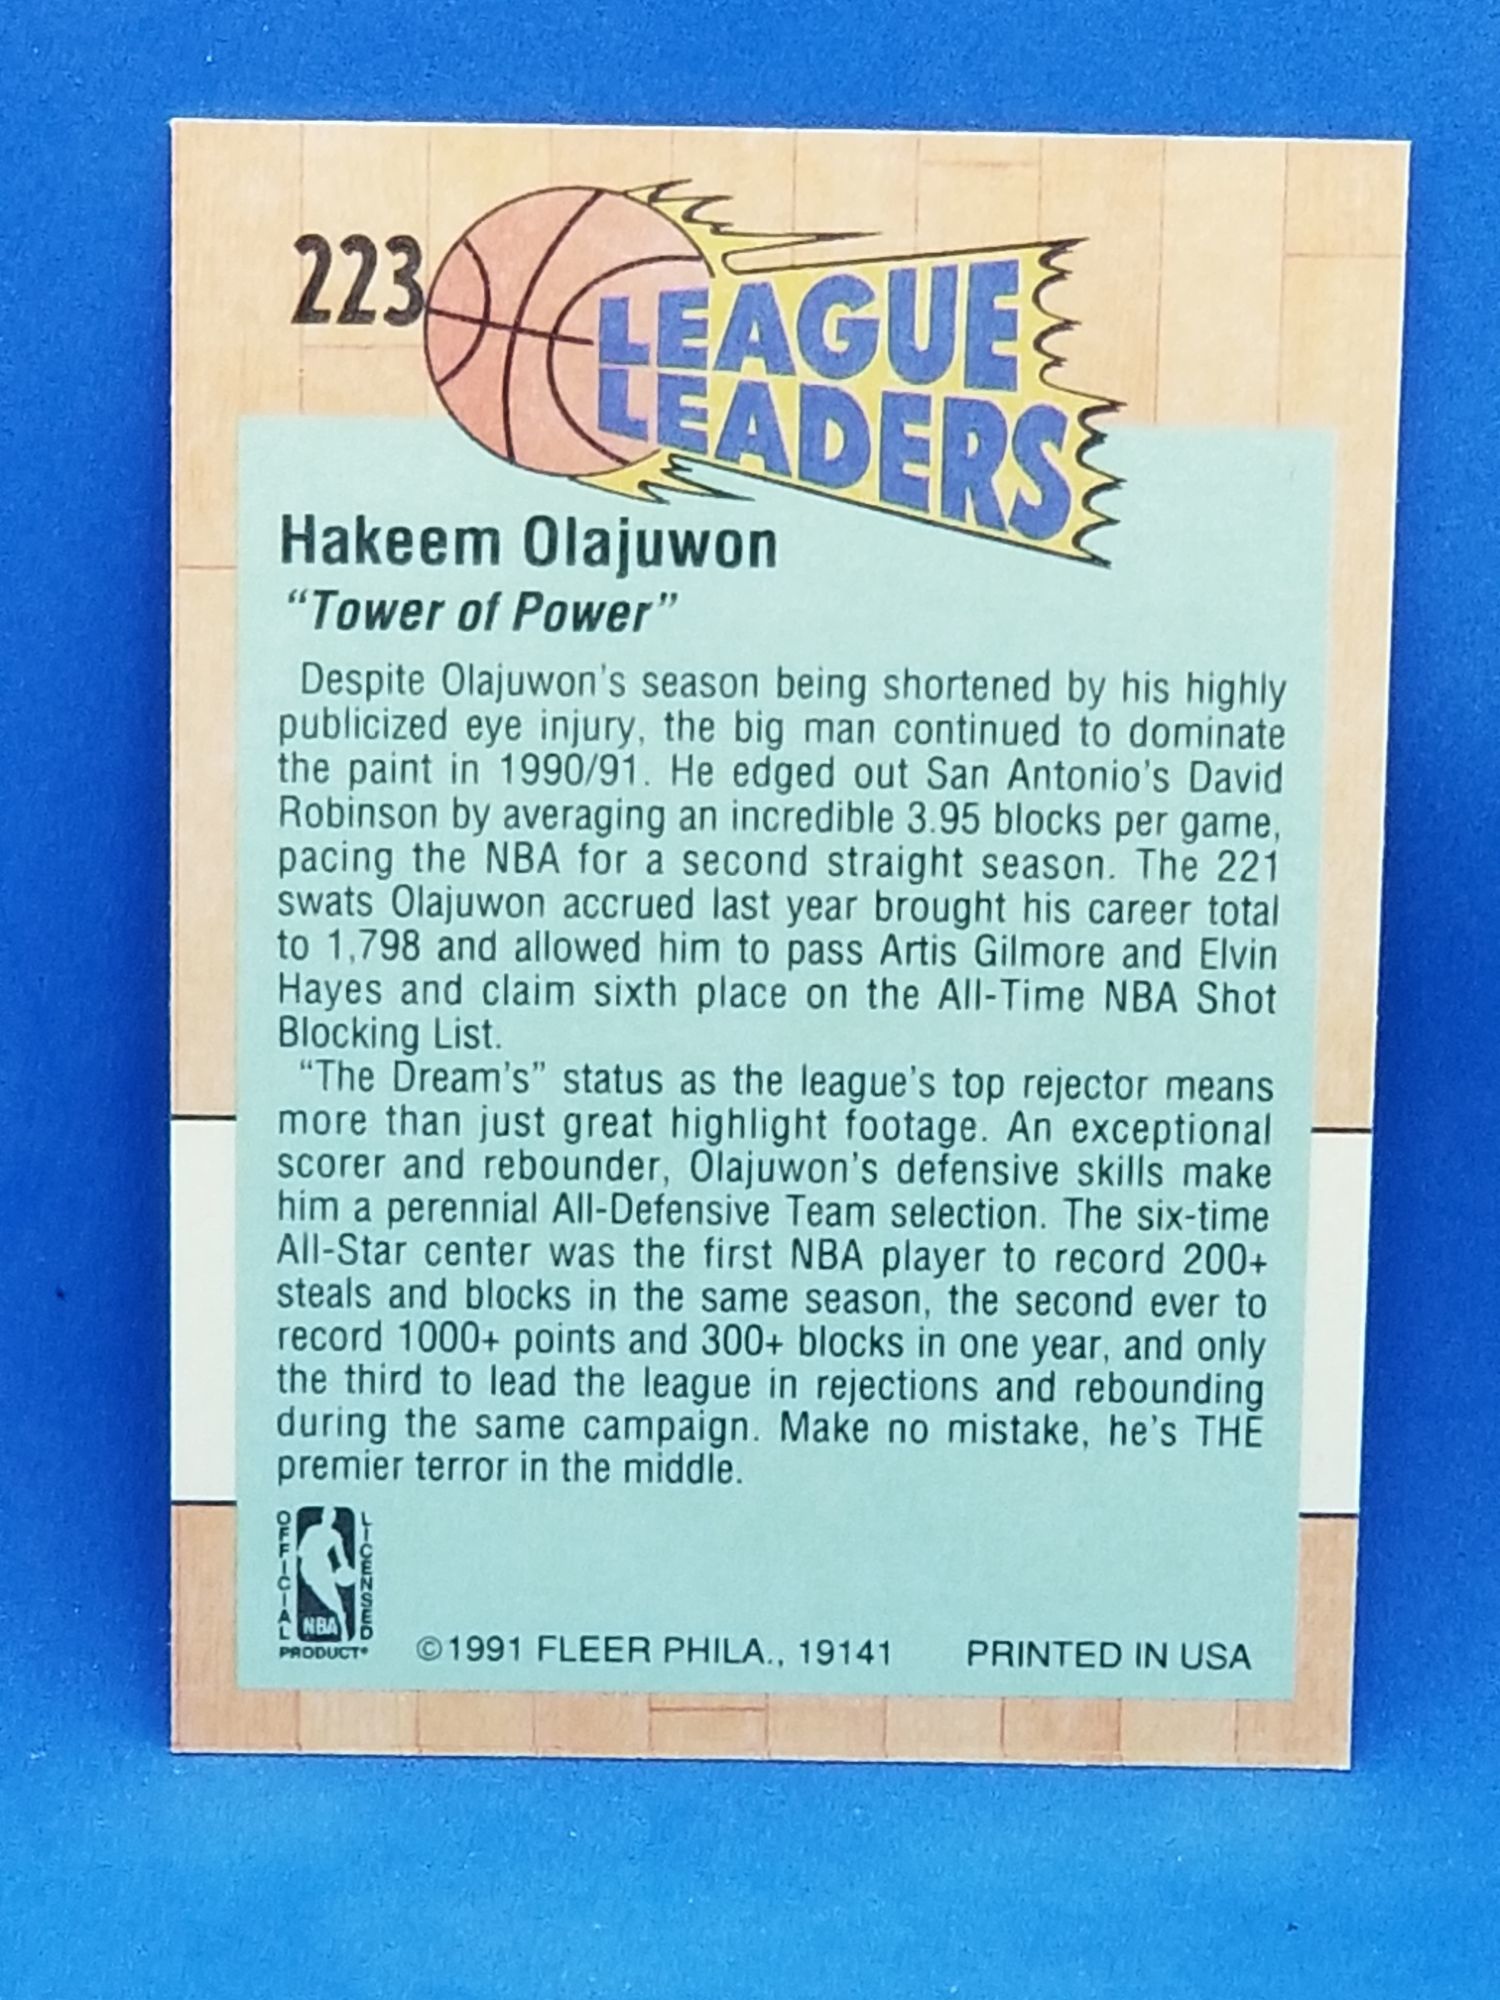 223
LEAGUE
LEADERS
Hakeem Olajuwon
“Tower of Power”
Despite Olajuwon's season being shortened by his highly
publicized eye injury, the big man continued to dominate
the paint in 1990/91. He edged out San Antonio's David
Robinson by averaging an incredible 3.95 blocks per game,
pacing the NBA for a second straight season. The 221
swats Olajuwon accrued last year brought his career total
to 1,798 and allowed him to pass Artis Gilmore and Elvin
Hayes and claim sixth place on the All-Time NBA Shot
Blocking List.
“The Dream's” status as the league's top rejector means
more than just great highlight footage. An exceptional
scorer and rebounder, Olajuwon's defensive skills make
him a perennial All-Defensive Team selection. The six-time
All-Star center was the first NBA player to record 200+
steals and blocks in the same season, the second ever to
record 1000+ points and 300+ blocks in one year, and only
the third to lead the league in rejections and rebounding
during the same campaign. Make no mistake, he's THE
premier terror in the middle.
OFFICIAL
LICENSED
NBA
PRODUCT®
©1991 FLEER PHILA., 19141 PRINTED IN USA